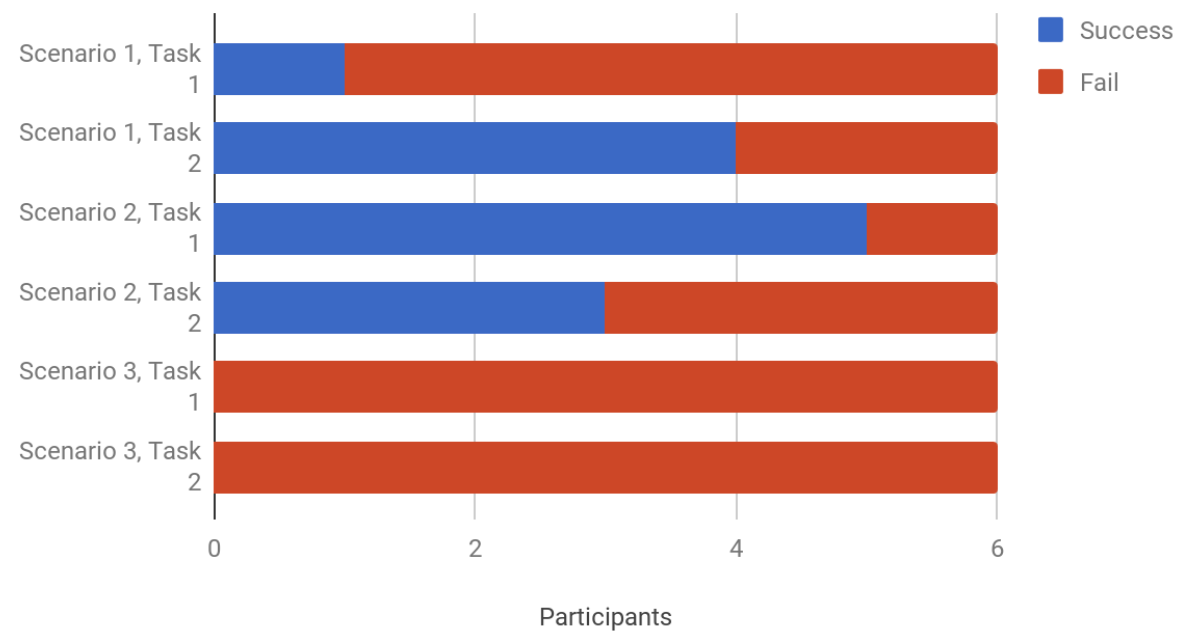 Scenario 1, Task
1
Scenario 1, Task
2
Scenario 2, Task
1
Scenario 2, Task
2
Scenario 3, Task
1
Scenario 3, Task
2
0 2 4 6
Participants
Success
Fail